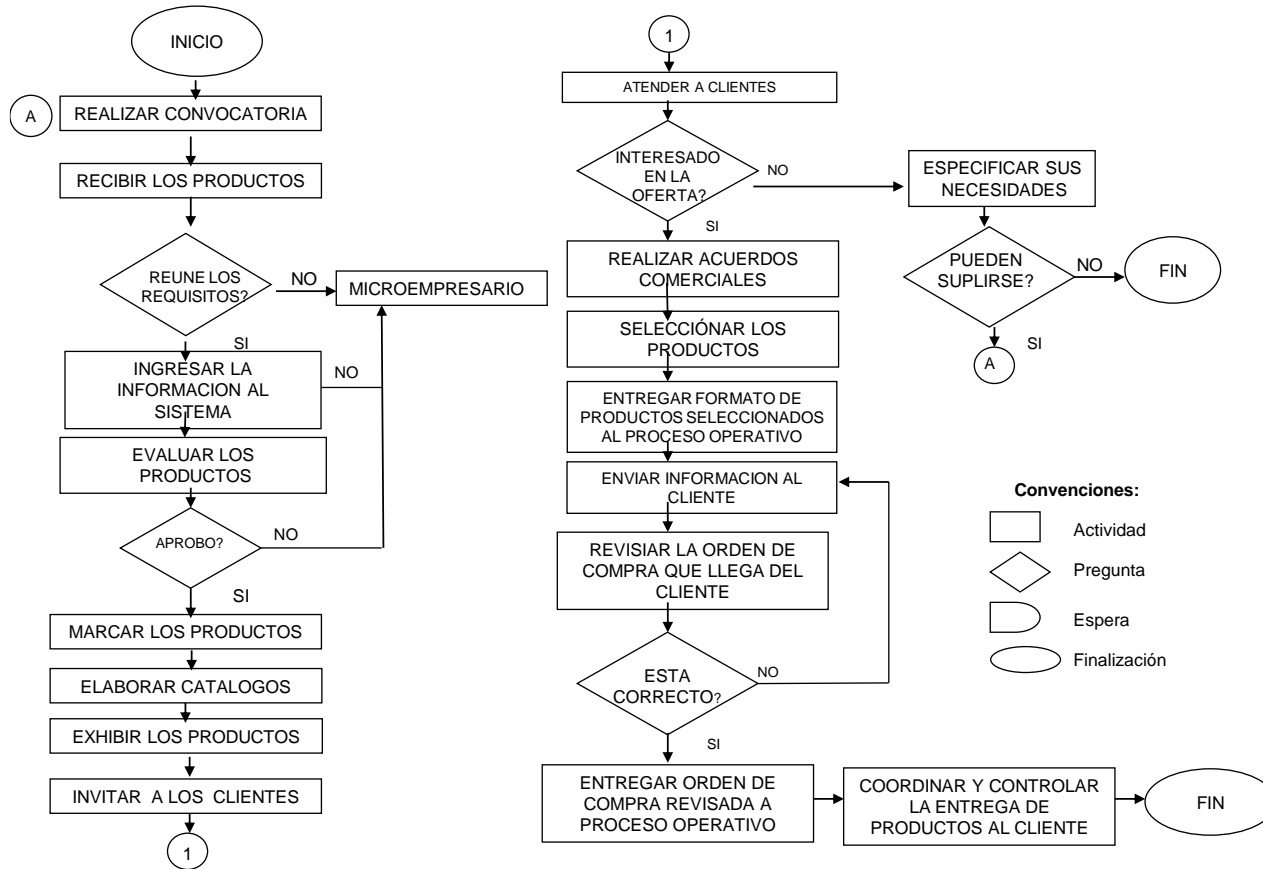 INICIO
A
REALIZAR CONVOCATORIA
RECIBIR LOS PRODUCTOS
REUNE LOS
REQUISITOS?
NO
MICROEMPRESARIO
SI
INGRESAR LA
INFORMACION AL
SISTEMA
NO
EVALUAR LOS
PRODUCTOS
APROBO?
NO
SI
MARCAR LOS PRODUCTOS
ELABORAR CATALOGOS
EXHIBIR LOS PRODUCTOS
INVITAR A LOS CLIENTES
1
1
ATENDER A CLIENTES
INTERESADO
EN LA
OFERTA?
NO
SI
ESPECIFICAR SUS
NECESIDADES
PUEDEN
SUPLIRSE?
NO
FIN
SI
A
REALIZAR ACUERDOS
COMERCIALES
SELECCIÓNAR LOS
PRODUCTOS
ENTREGAR FORMATO DE
PRODUCTOS SELECCIONADOS
AL PROCESO OPERATIVO
ENVIAR INFORMACION AL
CLIENTE
REVISIAR LA ORDEN DE
COMPRA QUE LLEGA DEL
CLIENTE
ESTA
CORRECTO?
NO
SI
ENTREGAR ORDEN DE
COMPRA REVISADA A
PROCESO OPERATIVO
COORDINAR Y CONTROLAR
LA ENTREGA DE
PRODUCTOS AL CLIENTE
FIN
Convenciones:
Actividad
Pregunta
Espera
Finalización